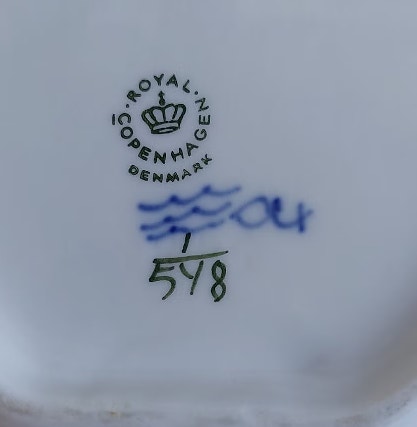 ROYAL · COPENHAGEN ·
DENMARK
1
548